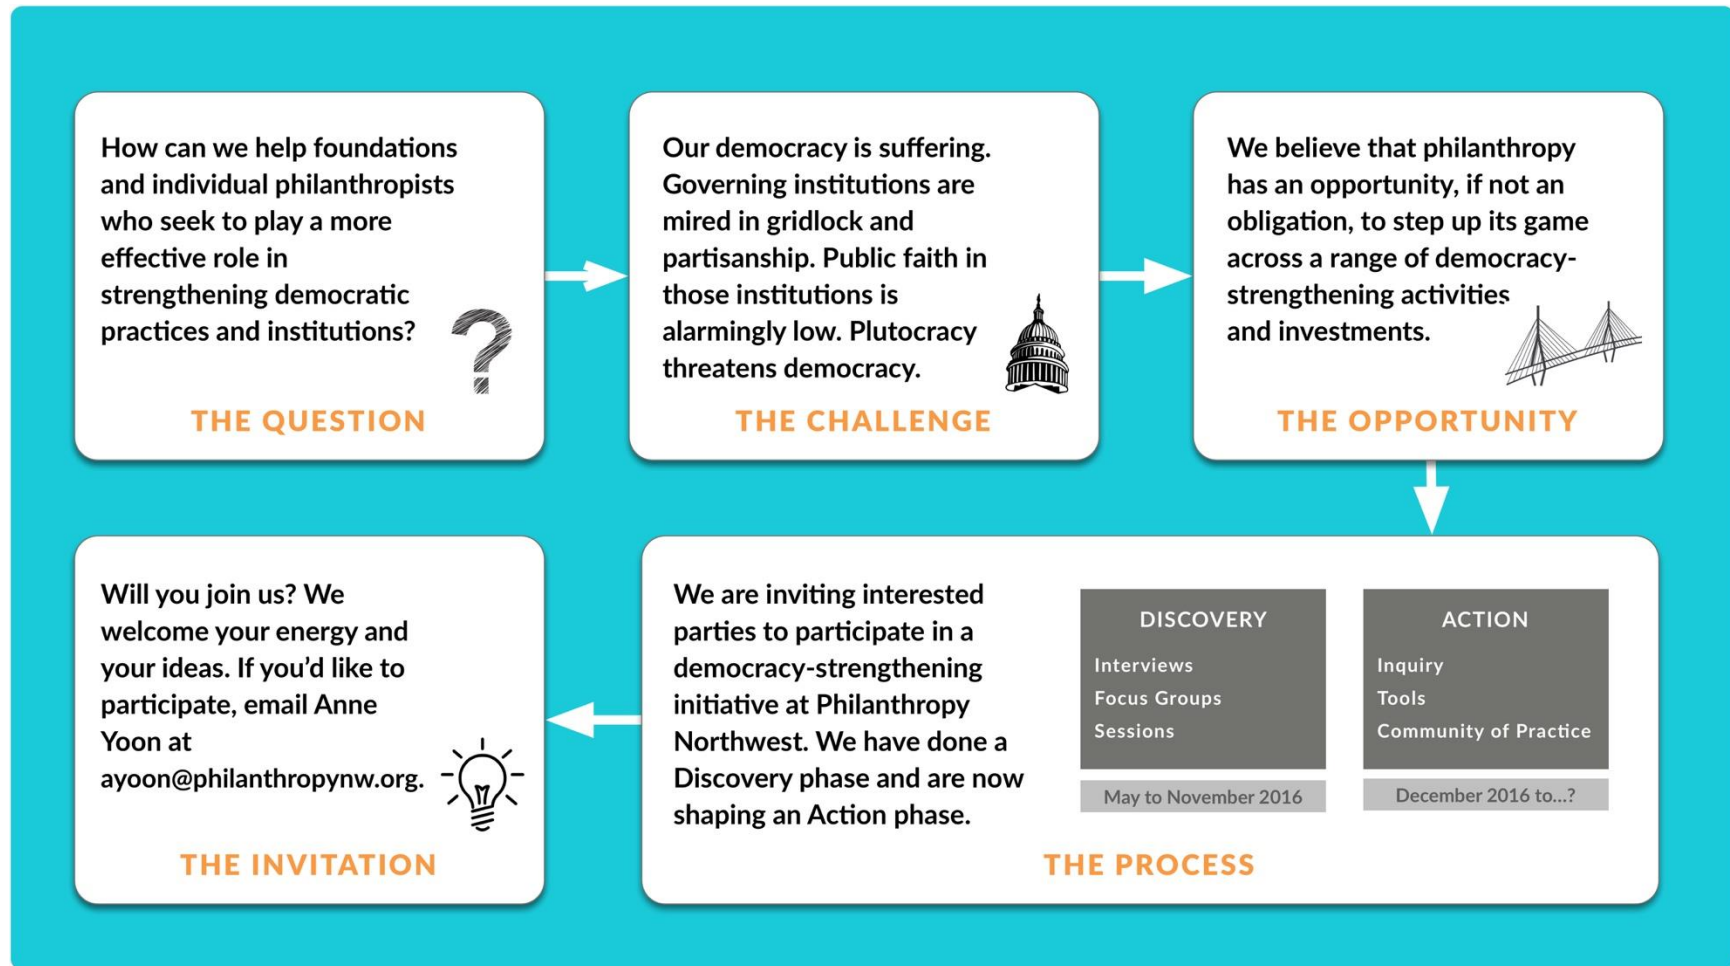 How can we help foundations
and individual philanthropists
who seek to play a more
effective role in
strengthening democratic
practices and institutions?
?
THE QUESTION
Our democracy is suffering.
Governing institutions are
mired in gridlock and
partisanship. Public faith in
those institutions is
alarmingly low. Plutocracy
threatens democracy.
THE CHALLENGE
We believe that philanthropy
has an opportunity, if not an
obligation, to step up its game
across a range of democracy-
strengthening activities
and investments.
THE OPPORTUNITY
We are inviting interested
parties to participate in a
democracy-strengthening
initiative at Philanthropy
Northwest. We have done a
Discovery phase and are now
shaping an Action phase.
DISCOVERY
Interviews
Focus Groups
Sessions
May to November 2016
ACTION
Inquiry
Tools
Community of Practice
December 2016 to...?
THE PROCESS
Will you join us? We
welcome your energy and
your ideas. If you’d like to
participate, email Anne
Yoon at
ayoon@philanthropynw.org.
THE INVITATION